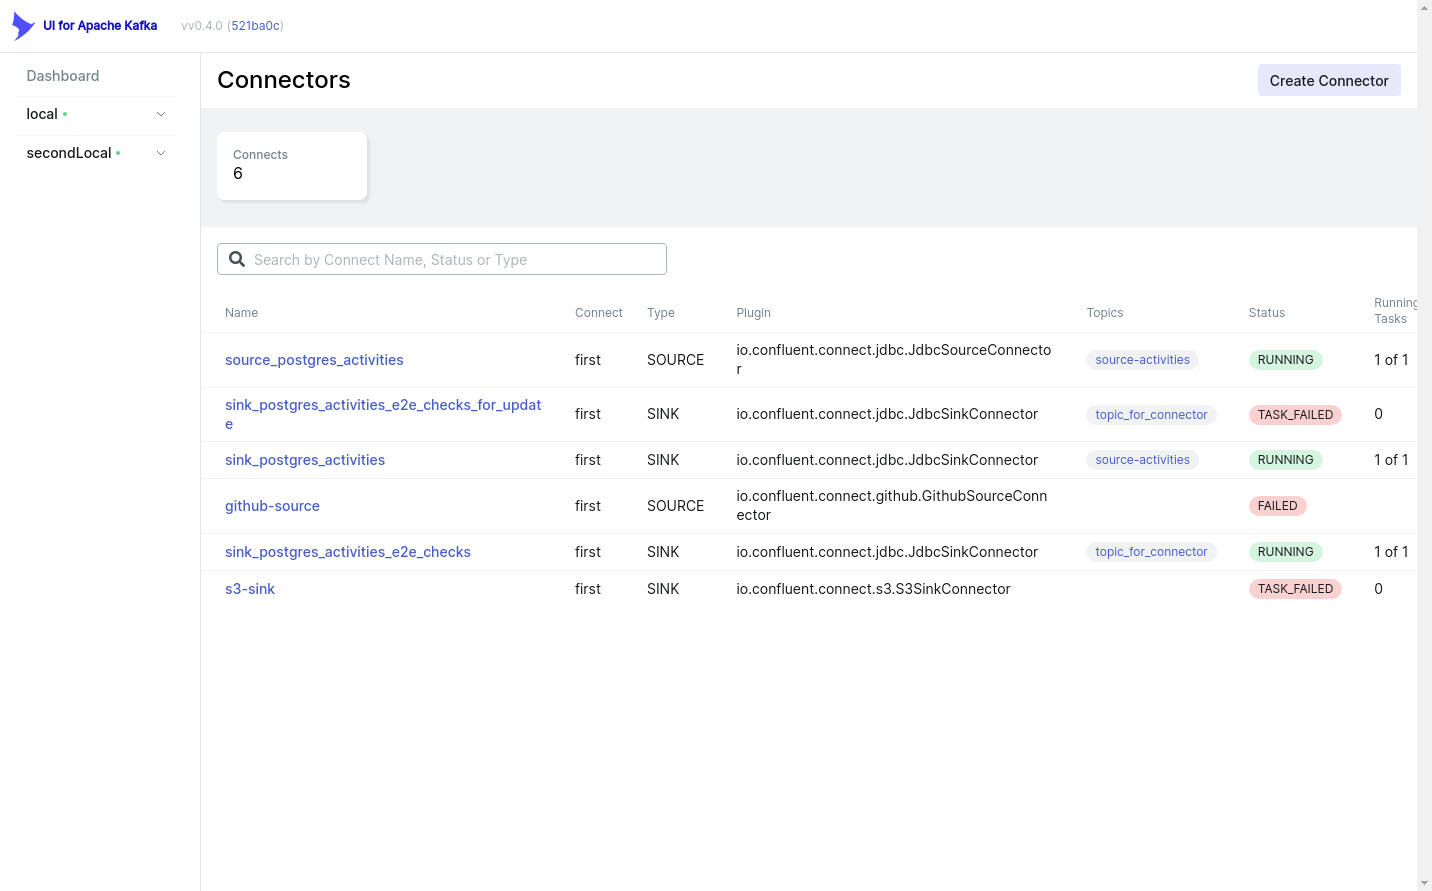 UI for Apache Kafka vv0.4.0 (521ba0c)
Dashboard
local
secondLocal
Connectors
Create Connector
Connects
6
Search by Connect Name, Status or Type
Name Connect Type Plugin Topics Status Running
Tasks
source_postgres_activities first SOURCE io.confluent.connect.jdbc.JdbcSourceConnecto
r source-activities RUNNING 1 of 1
sink_postgres_activities_e2e_checks_for_updat
e first SINK io.confluent.connect.jdbc.JdbcSinkConnector topic_for_connector TASK_FAILED 0
sink_postgres_activities first SINK io.confluent.connect.jdbc.JdbcSinkConnector source-activities RUNNING 1 of 1
github-source first SOURCE io.confluent.connect.github.GithubSourceConn
ector FAILED
sink_postgres_activities_e2e_checks first SINK io.confluent.connect.jdbc.JdbcSinkConnector topic_for_connector RUNNING 1 of 1
s3-sink first SINK io.confluent.connect.s3.S3SinkConnector TASK_FAILED 0